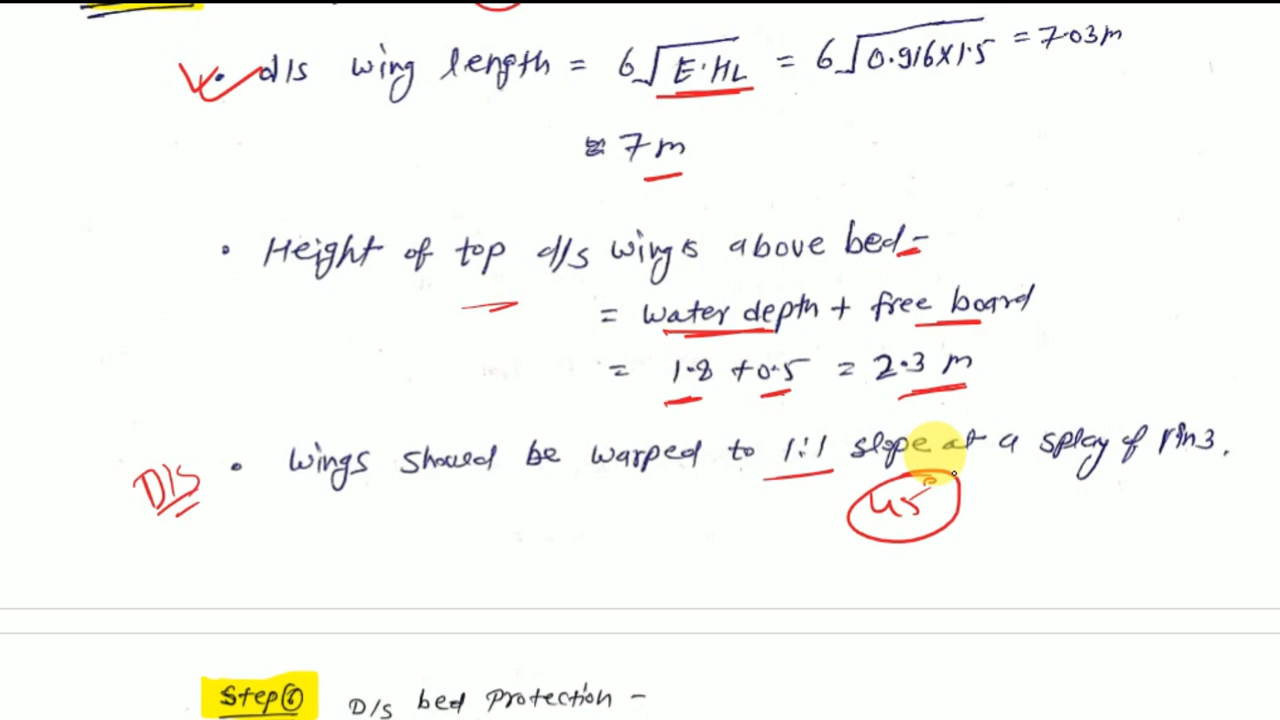 • d/s wing length = 6√E.HL = 6√0.916×1.5 = 7.03m
≈ 7m
• Height of top d/s wings above bed =
= water depth + free board
= 1.8 + 0.5 = 2.3 m
D/S • wings should be warped to 1:1 slope at a splay of 1 in 3.
45°
Step⑥ D/s bed protection -